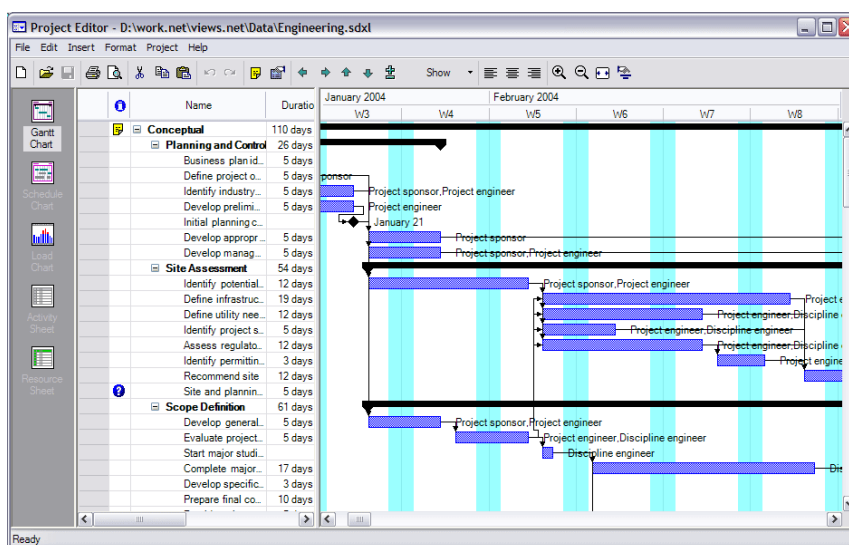 Project Editor - D:\work.net\views.net\Data\Engineering.sdxl
File Edit Insert Format Project Help
Show
Gantt
Chart
Schedule
Chart
Load
Chart
Activity
Sheet
Resource
Sheet
Name Duratio
January 2004 February 2004
W3 W4 W5 W6 W7 W8
Conceptual 110 days
Planning and Control 26 days
Business plan id... 5 days
Define project o... 5 days ponsor
Identify industry... 5 days Project sponsor,Project engineer
Develop prelimi... 5 days Project engineer
Initial planning c... January 21
Develop appropr... 5 days Project sponsor
Develop manag... 5 days Project sponsor,Project engineer
Site Assessment 54 days
Identify potential... 12 days Project sponsor,Project engineer
Define infrastruc... 19 days Project e
Define utility nee... 12 days Project engineer,Discipline e
Identify project s... 5 days Project engineer,Discipline engineer
Assess regulato... 12 days Project engineer,Discipline e
Identify permittin... 3 days Project engine
Recommend site 12 days
Site and plannin... 5 days
Scope Definition 61 days
Develop general... 5 days Project sponsor,Project engineer
Evaluate project... 5 days Project engineer,Discipline engineer
Start major studi... Discipline engineer
Complete major... 17 days Dis
Develop specific... 3 days
Prepare final co... 10 days
Ready